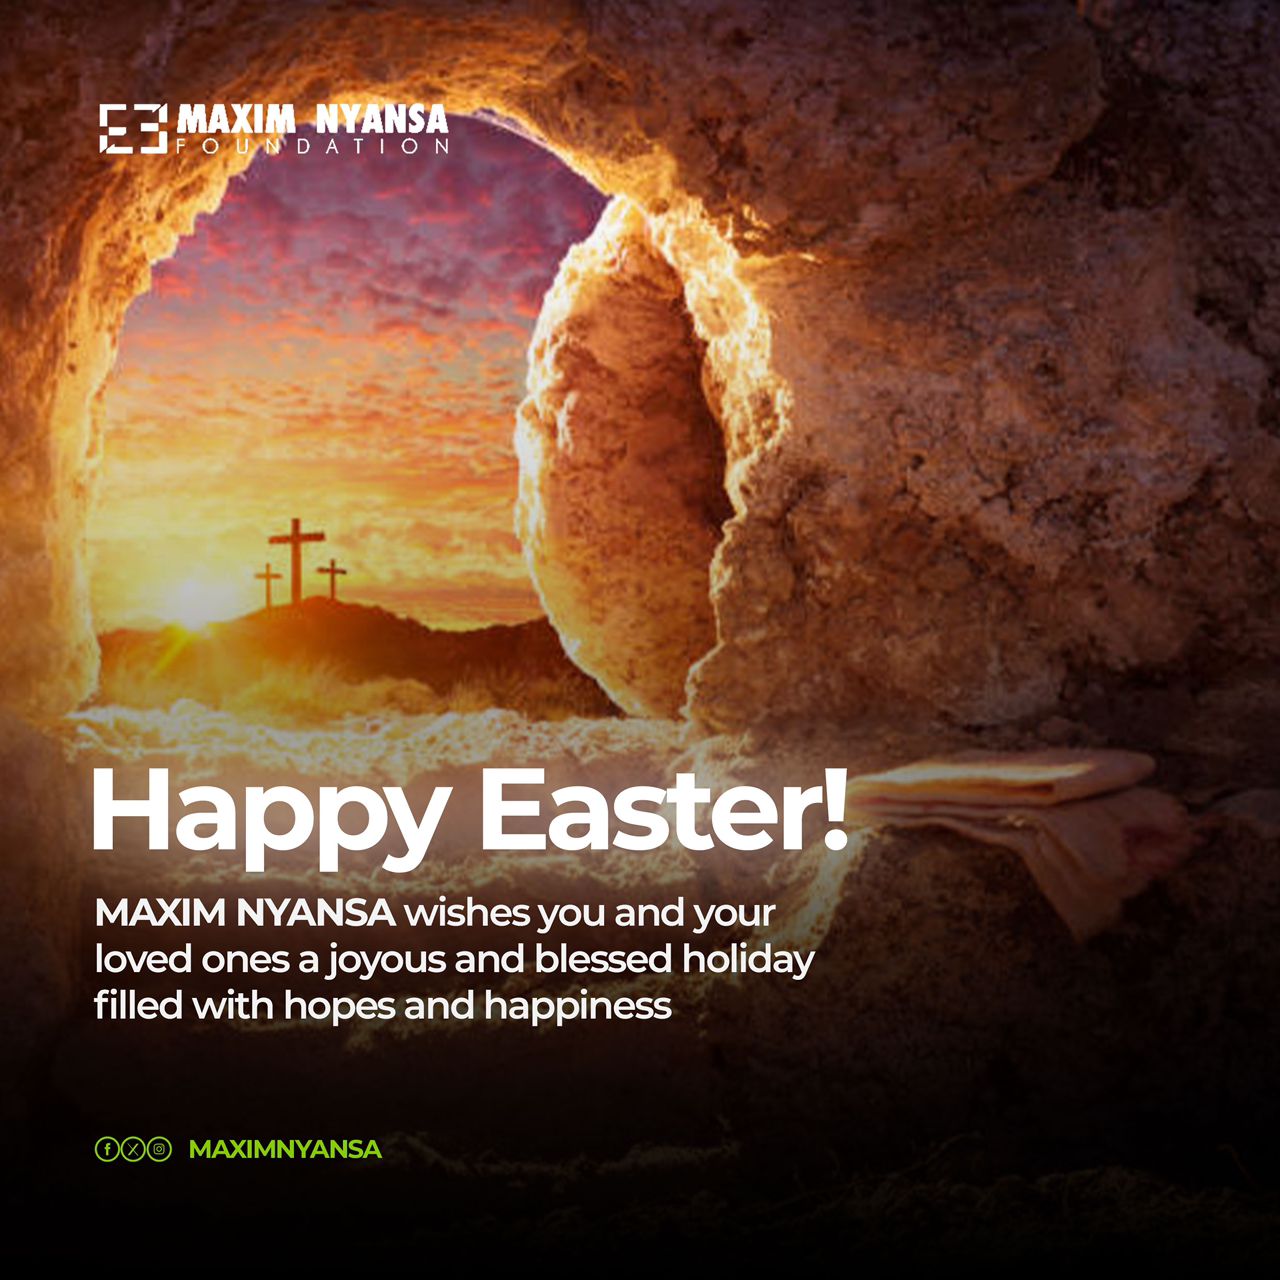 MAXIM NYANSA
FOUNDATION
Happy Easter!
MAXIM NYANSA wishes you and your
loved ones a joyous and blessed holiday
filled with hopes and happiness
MAXIMNYANSA